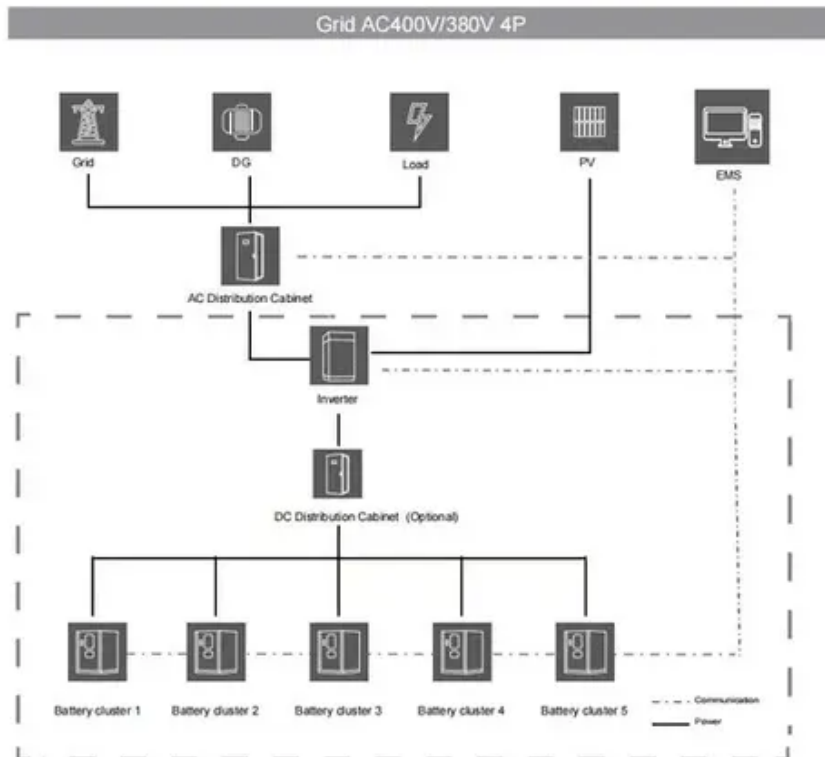 Grid AC400V/380V 4P
Grid
DG
Load
PV
EMS
AC Distribution Cabinet
Inverter
DC Distribution Cabinet (Optional)
Battery cluster 1
Battery cluster 2
Battery cluster 3
Battery cluster 4
Battery cluster 5
Communication
Power